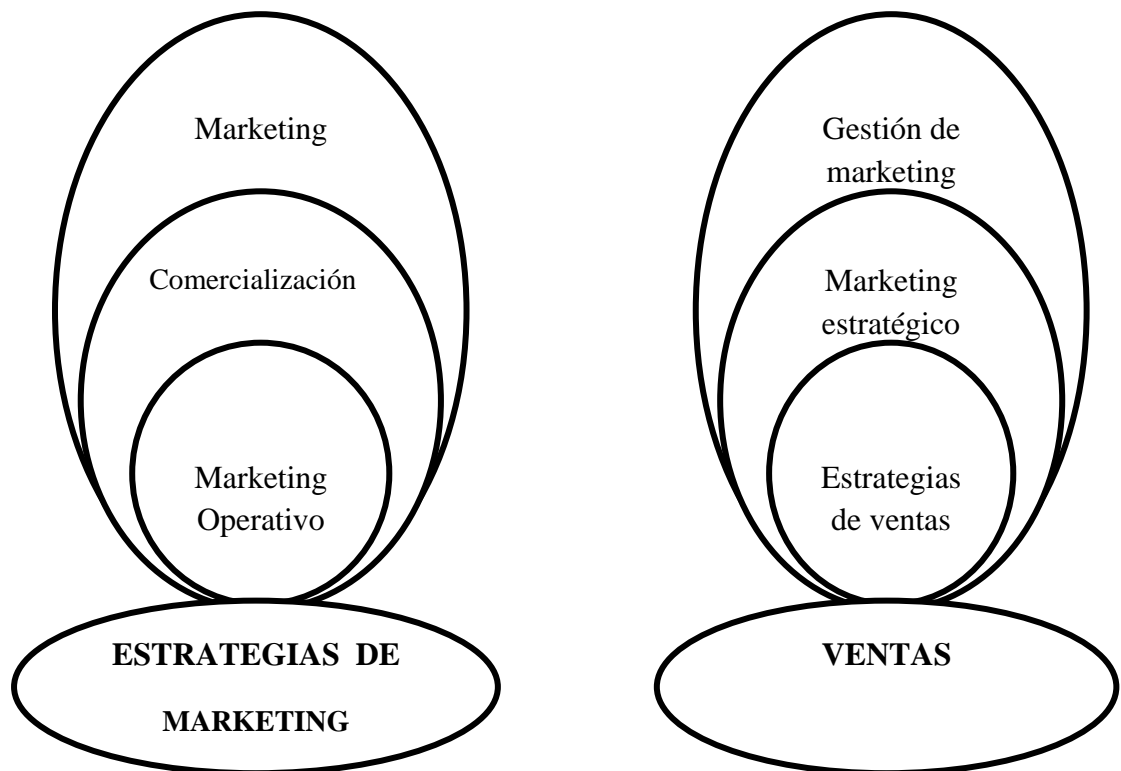 Marketing
Comercialización
Marketing
Operativo
ESTRATEGIAS DE
MARKETING
Gestión de
marketing
Marketing
estratégico
Estrategias
de ventas
VENTAS